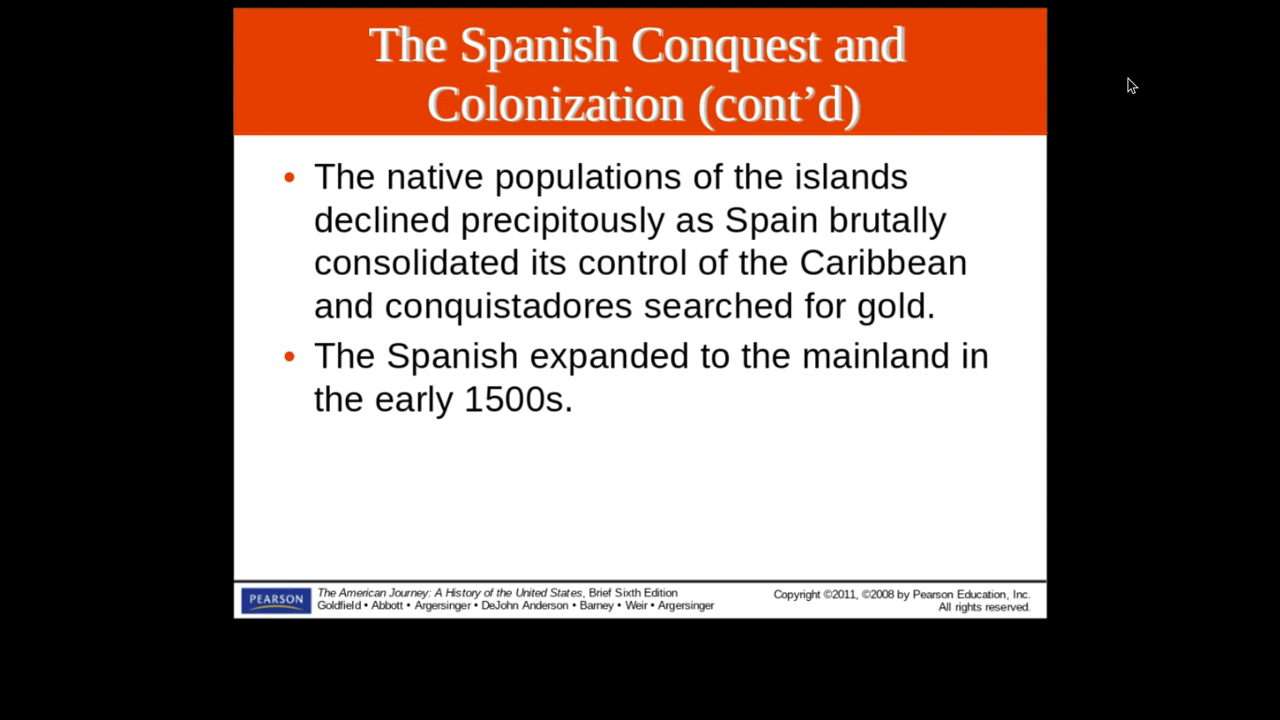 The Spanish Conquest and
Colonization (cont’d)
• The native populations of the islands
declined precipitously as Spain brutally
consolidated its control of the Caribbean
and conquistadores searched for gold.
• The Spanish expanded to the mainland in
the early 1500s.
PEARSON
The American Journey: A History of the United States, Brief Sixth Edition
Goldfield • Abbott • Argersinger • DeJohn Anderson • Barney • Weir • Argersinger
Copyright ©2011, ©2008 by Pearson Education, Inc.
All rights reserved.